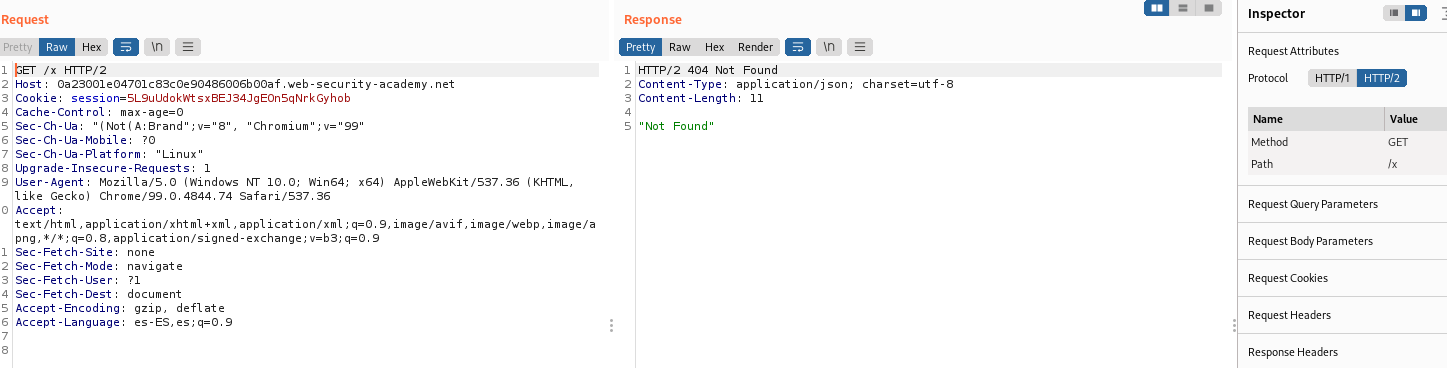 Request
Pretty Raw Hex \n
1 GET /x HTTP/2
2 Host: 0a23001e04701c83c0e90486006b00af.web-security-academy.net
3 Cookie: session=5L9uUdokWtsxBEJ34JgEOn5qNrkGyhob
4 Cache-Control: max-age=0
5 Sec-Ch-Ua: "(Not(A:Brand";v="8", "Chromium";v="99"
6 Sec-Ch-Ua-Mobile: ?0
7 Sec-Ch-Ua-Platform: "Linux"
8 Upgrade-Insecure-Requests: 1
9 User-Agent: Mozilla/5.0 (Windows NT 10.0; Win64; x64) AppleWebKit/537.36 (KHTML,
like Gecko) Chrome/99.0.4844.74 Safari/537.36
0 Accept:
text/html,application/xhtml+xml,application/xml;q=0.9,image/avif,image/webp,image/a
png,*/*;q=0.8,application/signed-exchange;v=b3;q=0.9
1 Sec-Fetch-Site: none
2 Sec-Fetch-Mode: navigate
3 Sec-Fetch-User: ?1
4 Sec-Fetch-Dest: document
5 Accept-Encoding: gzip, deflate
6 Accept-Language: es-ES,es;q=0.9
7
8
Response
Pretty Raw Hex Render \n
1 HTTP/2 404 Not Found
2 Content-Type: application/json; charset=utf-8
3 Content-Length: 11
4
5 "Not Found"
Inspector
Request Attributes
Protocol HTTP/1 HTTP/2
Name Value
Method GET
Path /x
Request Query Parameters
Request Body Parameters
Request Cookies
Request Headers
Response Headers